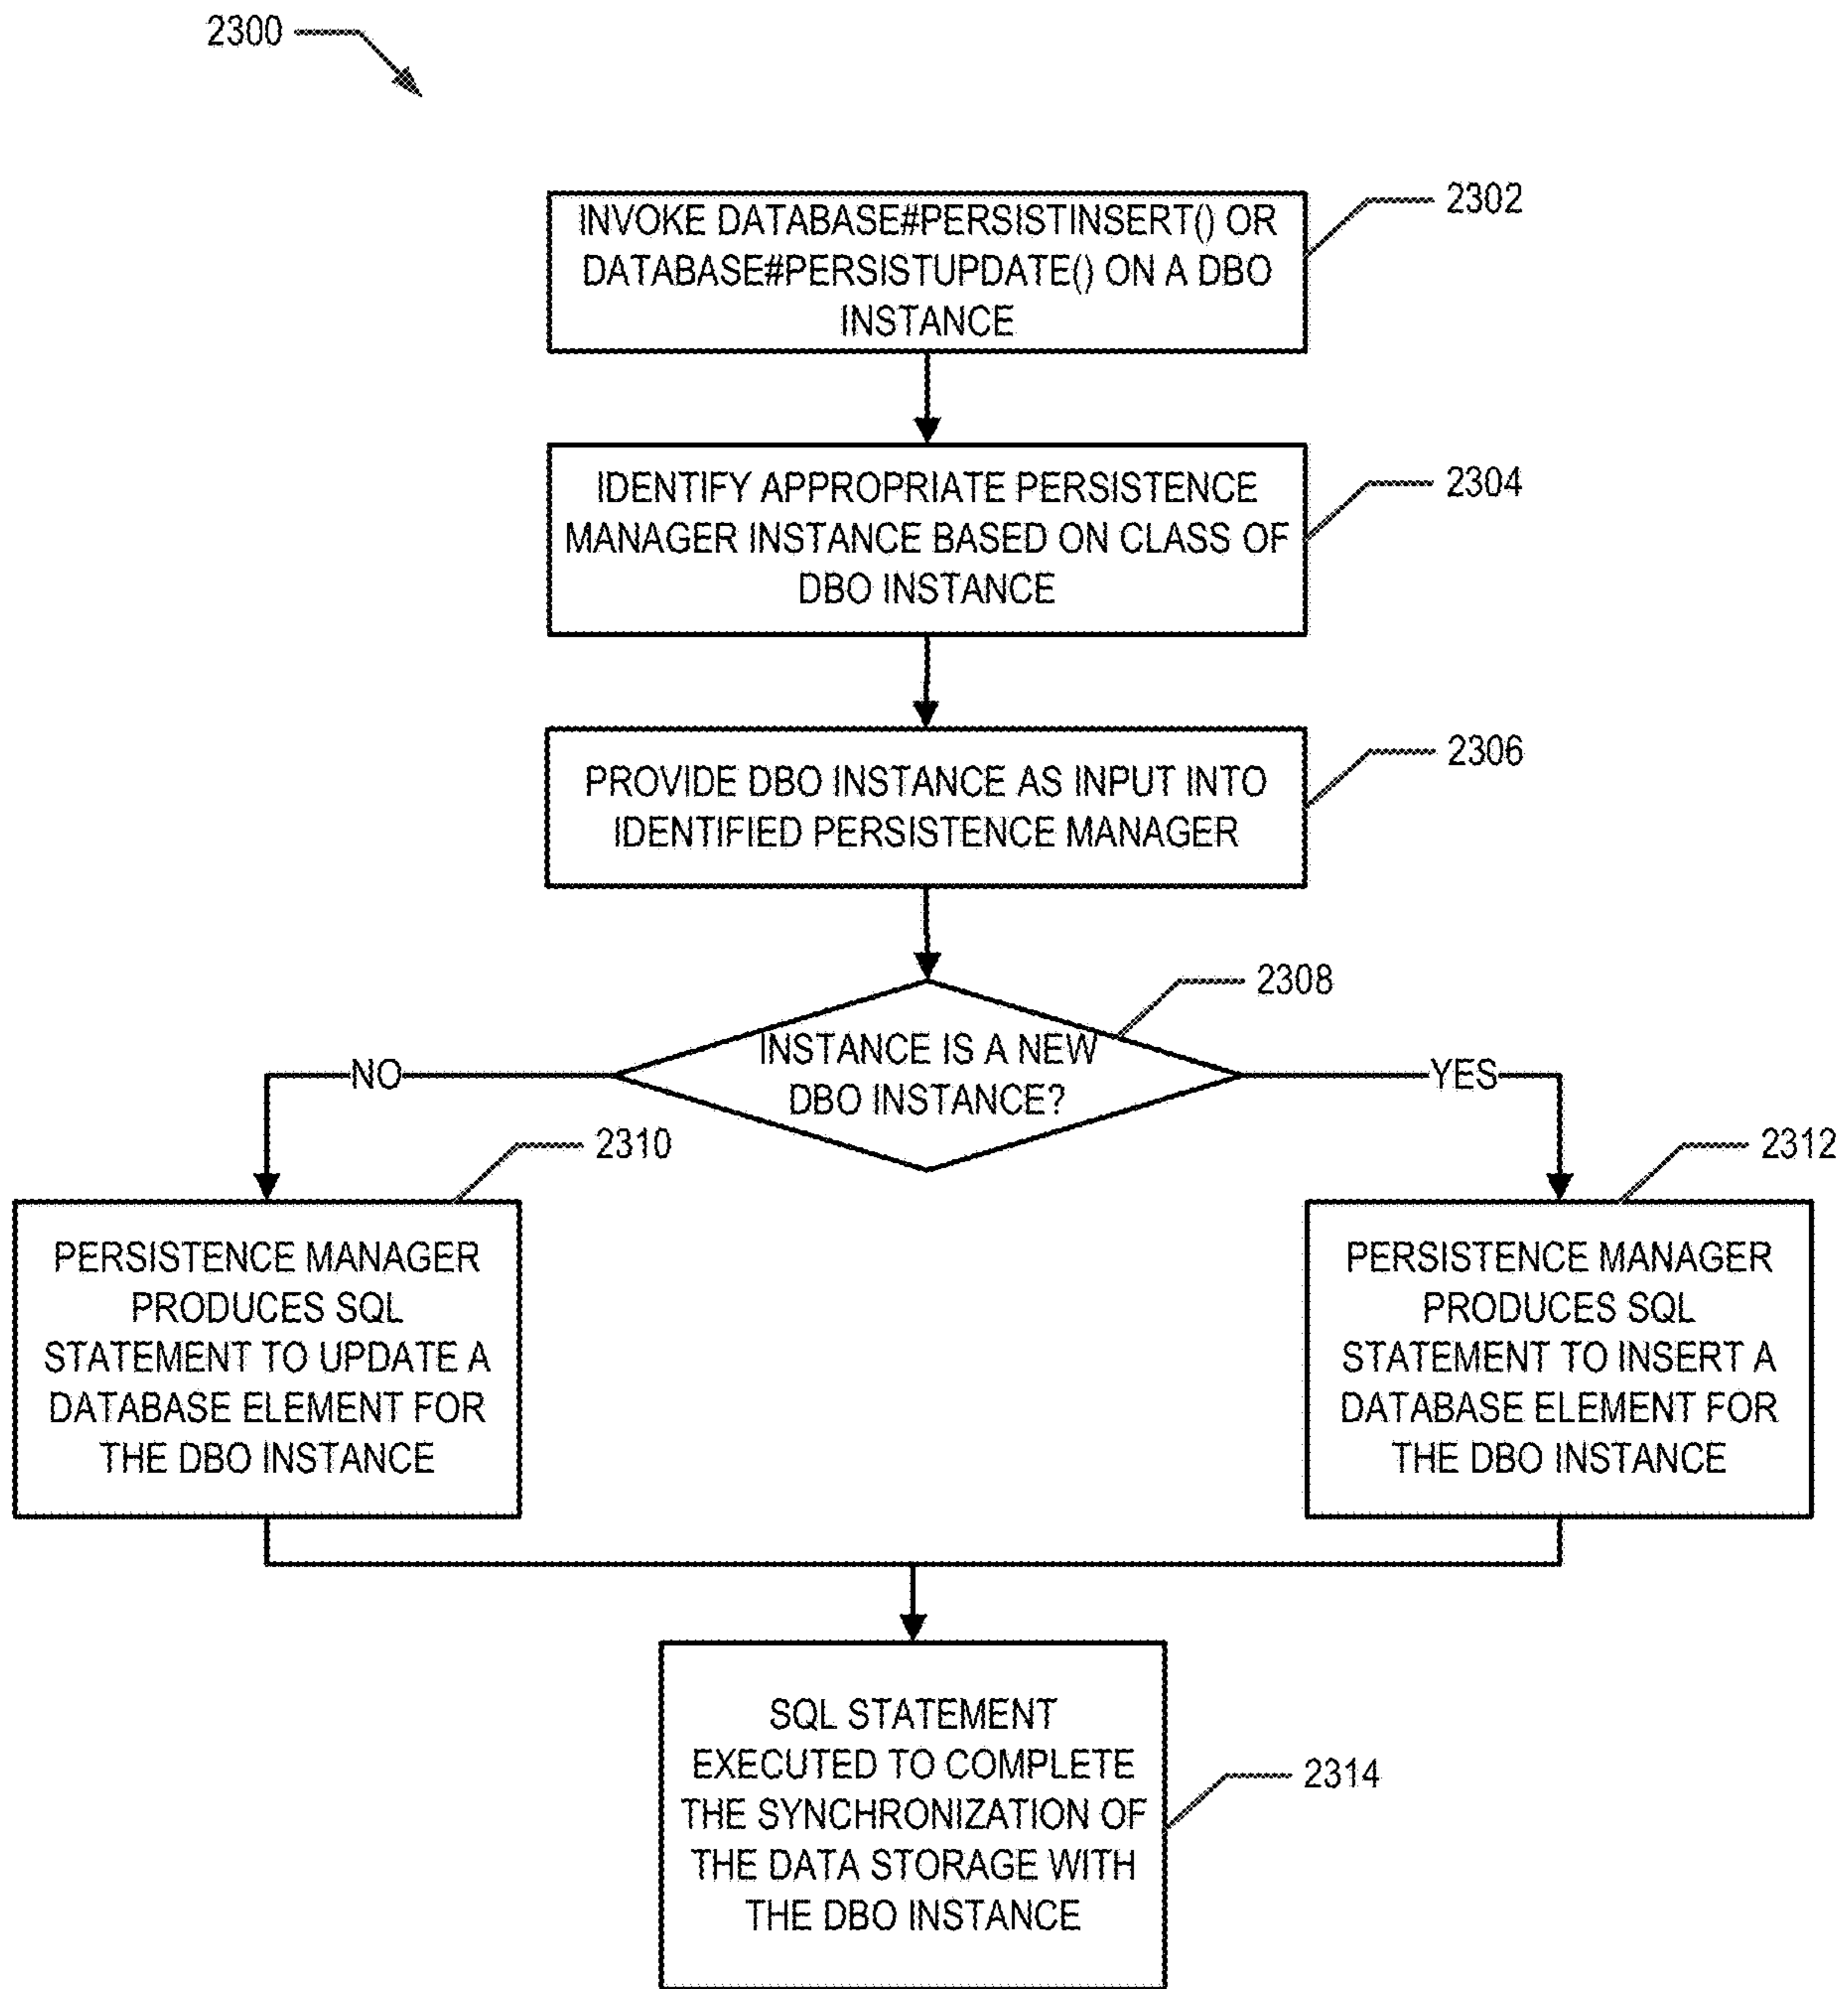 2300
INVOKE DATABASE#PERSISTINSERT() OR
DATABASE#PERSISTUPDATE() ON A DBO
INSTANCE
2302
IDENTIFY APPROPRIATE PERSISTENCE
MANAGER INSTANCE BASED ON CLASS OF
DBO INSTANCE
2304
PROVIDE DBO INSTANCE AS INPUT INTO
IDENTIFIED PERSISTENCE MANAGER
2306
INSTANCE IS A NEW
DBO INSTANCE?
2308
NO
YES
2310
PERSISTENCE MANAGER
PRODUCES SQL
STATEMENT TO UPDATE A
DATABASE ELEMENT FOR
THE DBO INSTANCE
2312
PERSISTENCE MANAGER
PRODUCES SQL
STATEMENT TO INSERT A
DATABASE ELEMENT FOR
THE DBO INSTANCE
SQL STATEMENT
EXECUTED TO COMPLETE
THE SYNCHRONIZATION OF
THE DATA STORAGE WITH
THE DBO INSTANCE
2314